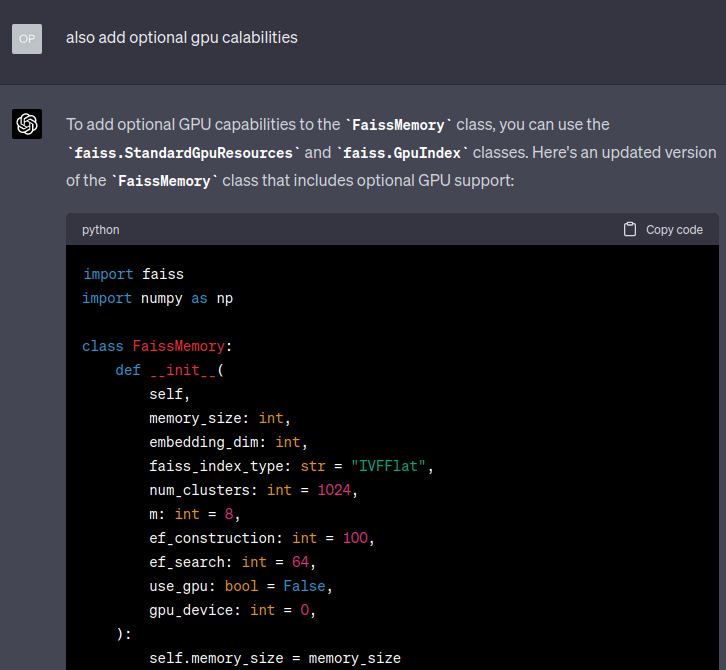 OP
also add optional gpu calabilities
To add optional GPU capabilities to the `FaissMemory` class, you can use the
`faiss.StandardGpuResources` and `faiss.GpuIndex` classes. Here's an updated version
of the `FaissMemory` class that includes optional GPU support:
python
Copy code
import faiss
import numpy as np
class FaissMemory:
def __init__(
self,
memory_size: int,
embedding_dim: int,
faiss_index_type: str = "IVFFlat",
num_clusters: int = 1024,
m: int = 8,
ef_construction: int = 100,
ef_search: int = 64,
use_gpu: bool = False,
gpu_device: int = 0,
):
self.memory_size = memory_size